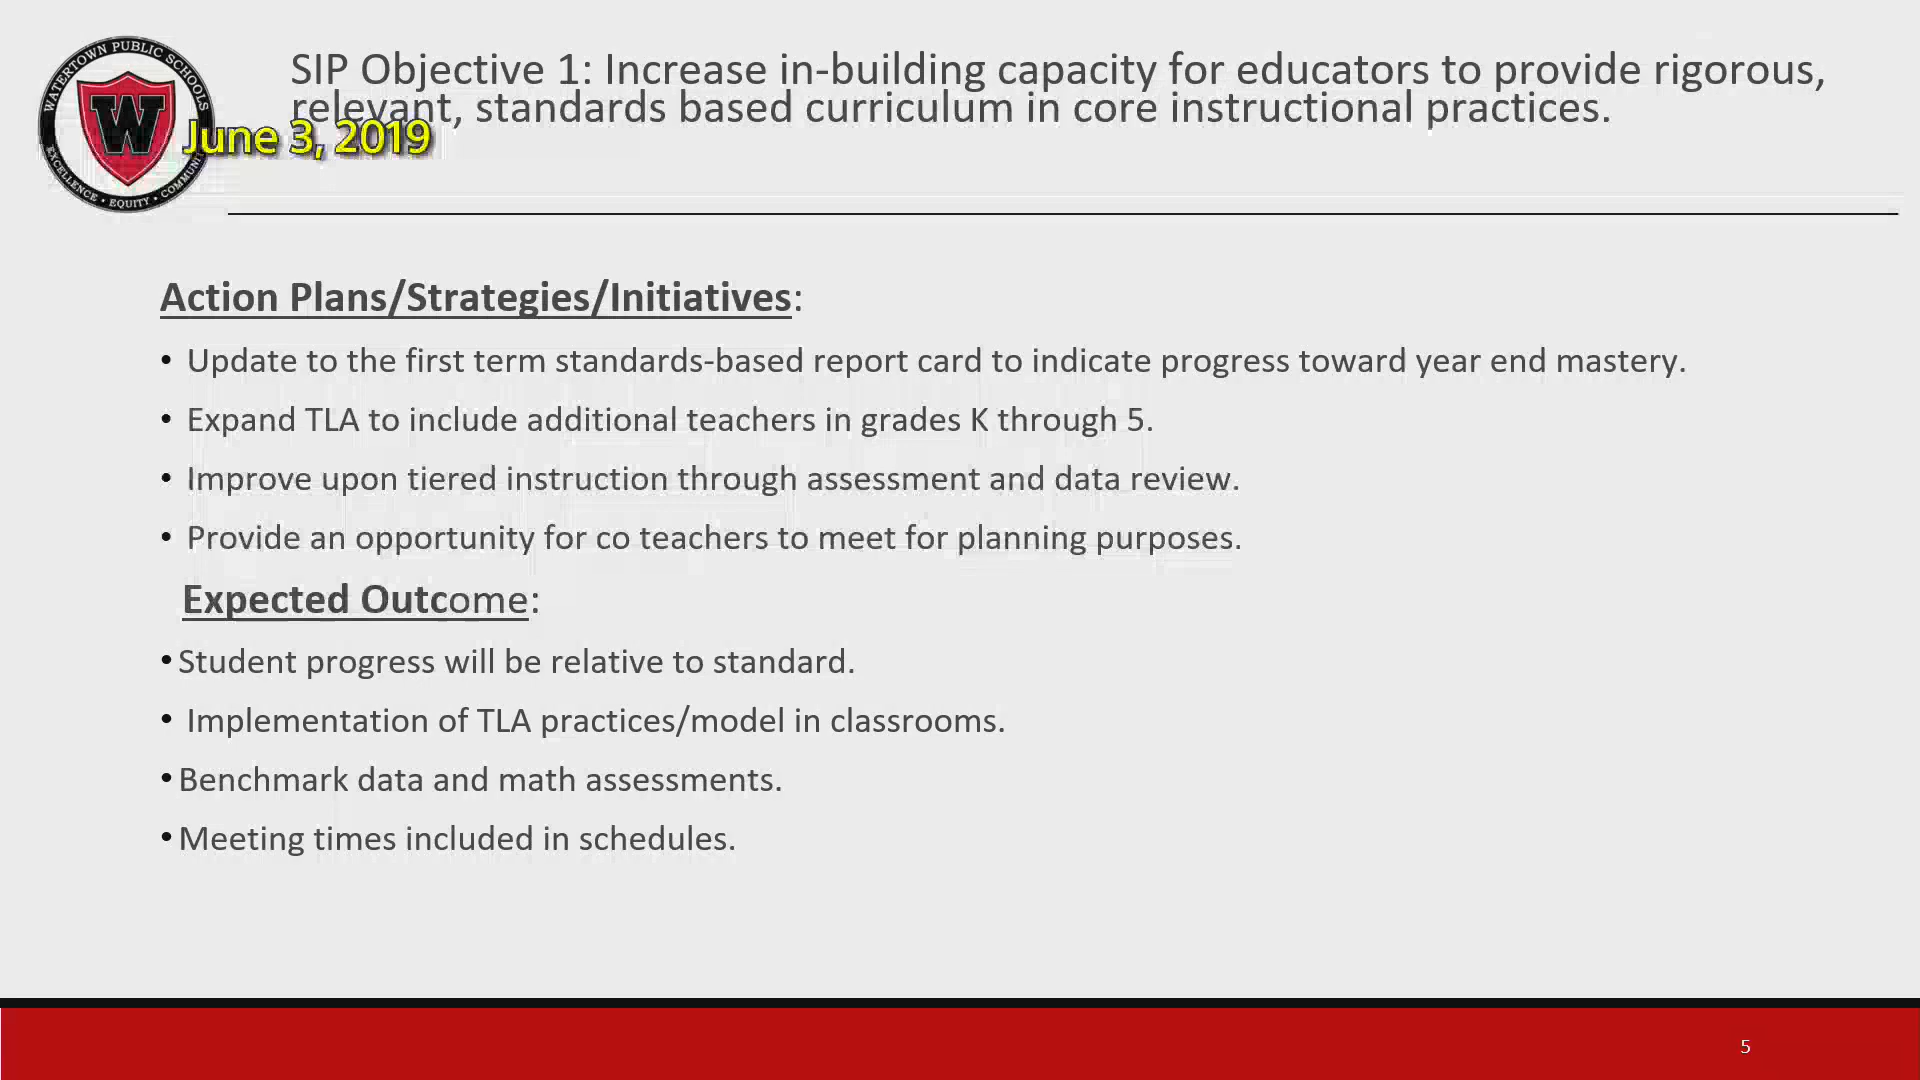 WATERTOWN PUBLIC SCHOOLS
W
EXCELLENCE • EQUITY • COMMUNI
SIP Objective 1: Increase in-building capacity for educators to provide rigorous,
relevant, standards based curriculum in core instructional practices.
June 3, 2019
Action Plans/Strategies/Initiatives:
• Update to the first term standards-based report card to indicate progress toward year end mastery.
• Expand TLA to include additional teachers in grades K through 5.
• Improve upon tiered instruction through assessment and data review.
• Provide an opportunity for co teachers to meet for planning purposes.
Expected Outcome:
• Student progress will be relative to standard.
• Implementation of TLA practices/model in classrooms.
• Benchmark data and math assessments.
• Meeting times included in schedules.
5